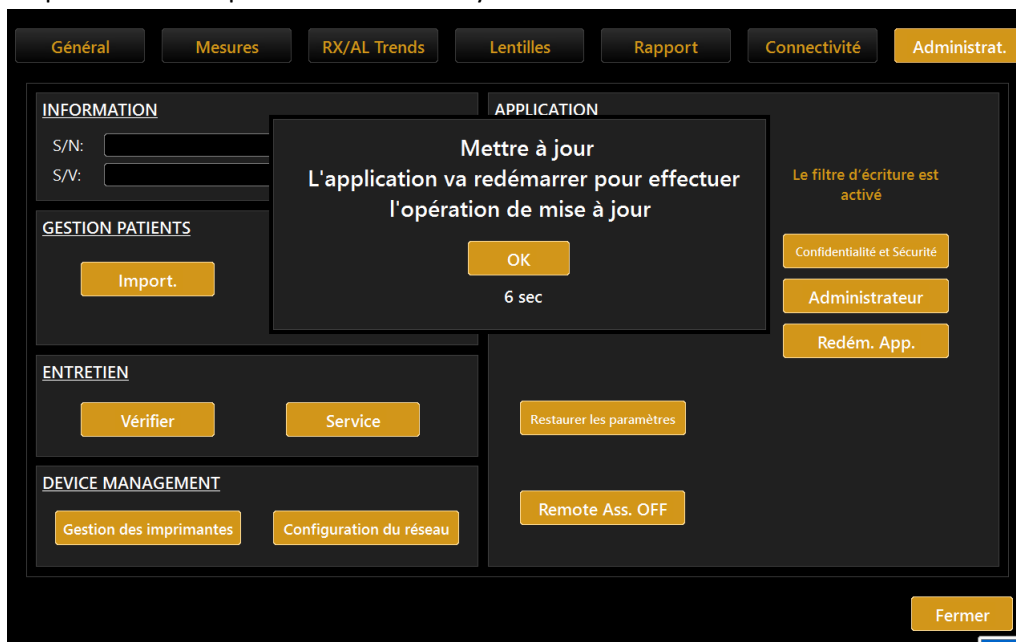 Général
Mesures
RX/AL Trends
Lentilles
Rapport
Connectivité
Administrat.
INFORMATION
S/N:
S/V:
GESTION PATIENTS
Import.
ENTRETIEN
Vérifier
Service
DEVICE MANAGEMENT
Gestion des imprimantes
Configuration du réseau
APPLICATION
Mettre à jour
L'application va redémarrer pour effectuer
l'opération de mise à jour
OK
6 sec
Le filtre d'écriture est
activé
Confidentialité et Sécurité
Administrateur
Redém. App.
Restaurer les paramètres
Remote Ass. OFF
Fermer